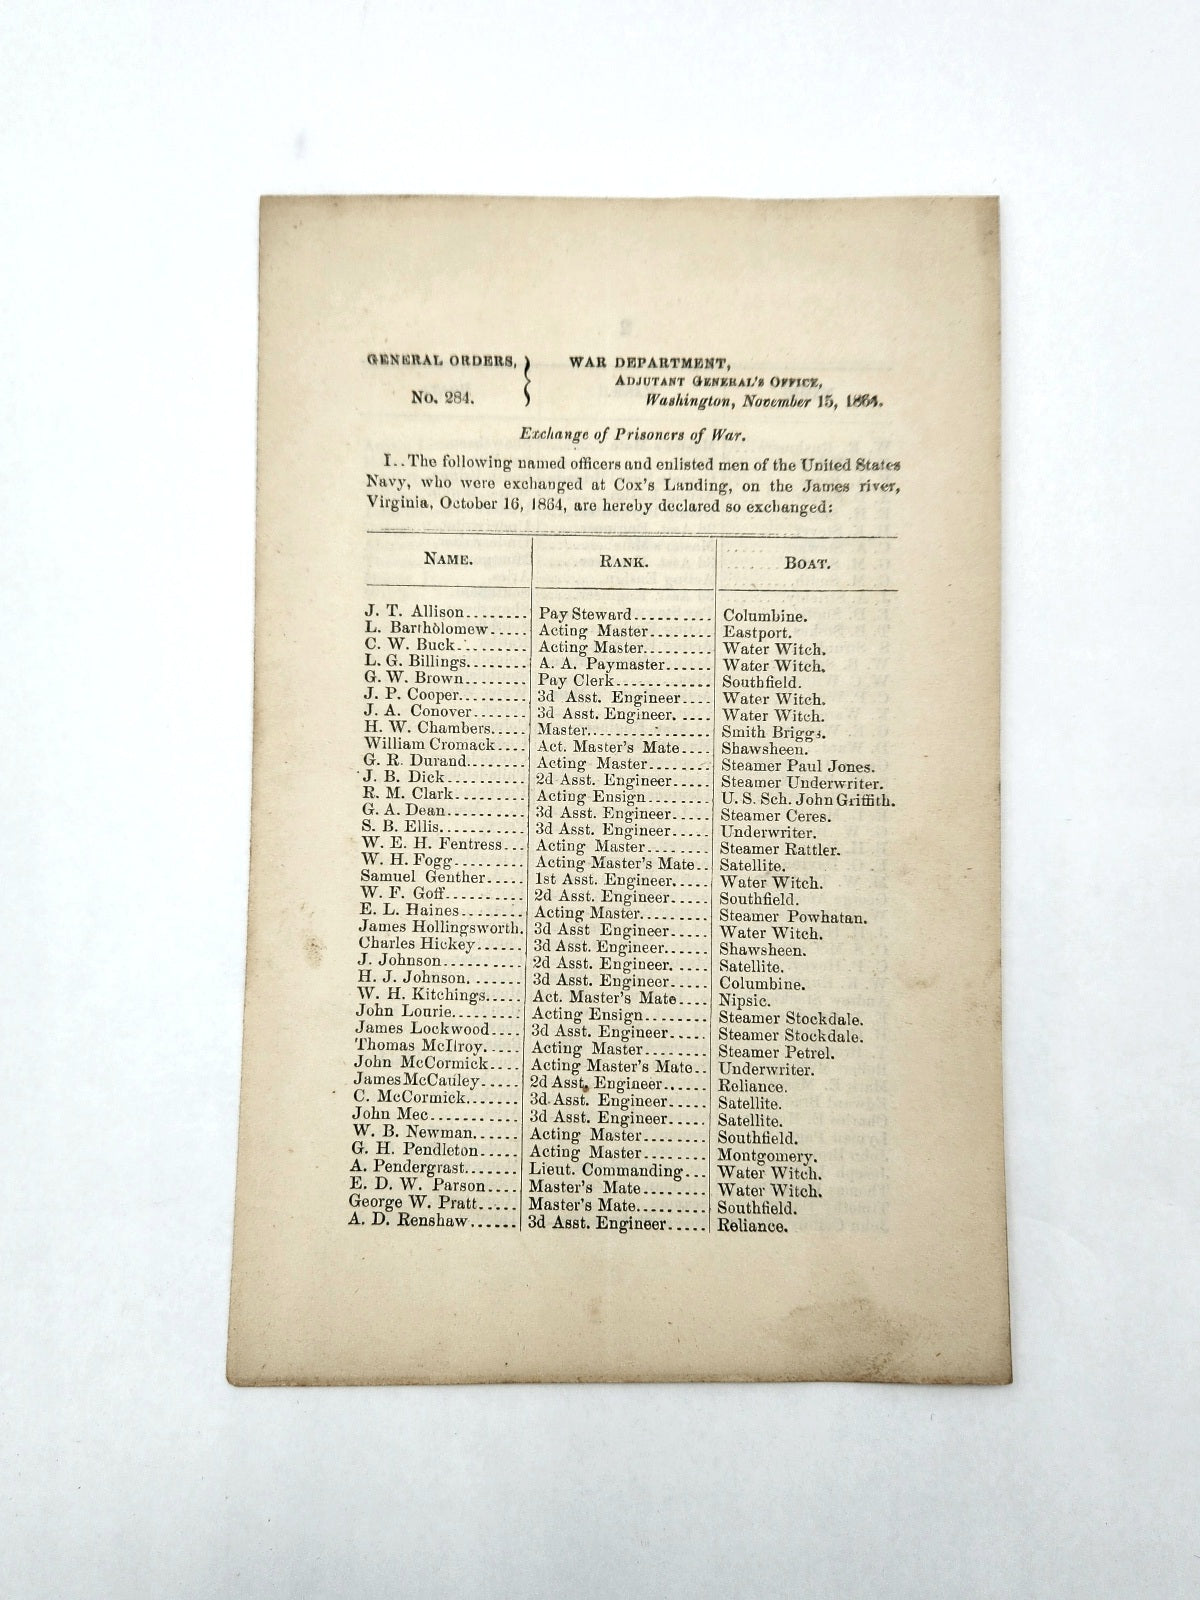 GENERAL ORDERS, } WAR DEPARTMENT,
ADJUTANT GENERAL'S OFFICE,
No. 284. Washington, November 15, 1864.
Exchange of Prisoners of War.
I..The following named officers and enlisted men of the United States
Navy, who were exchanged at Cox's Landing, on the James river,
Virginia, October 16, 1864, are hereby declared so exchanged:
NAME. RANK. BOAT.
J. T. Allison........ Pay Steward.......... Columbine.
L. Bartholomew..... Acting Master........ Eastport.
C. W. Buck......... Acting Master........ Water Witch.
L. G. Billings........ A. A. Paymaster....... Water Witch.
G. W. Brown........ Pay Clerk............ Southfield.
J. P. Cooper......... 3d Asst. Engineer.... Water Witch.
J. A. Conover....... 3d Asst. Engineer..... Water Witch.
H. W. Chambers..... Master............... Smith Briggs.
William Cromack.... Act. Master's Mate.... Shawsheen.
G. R. Durand........ Acting Master........ Steamer Paul Jones.
J. B. Dick.......... 2d Asst. Engineer..... Steamer Underwriter.
R. M. Clark......... Acting Ensign........ U. S. Sch. John Griffith.
G. A. Dean.......... 3d Asst. Engineer..... Steamer Ceres.
S. B. Ellis........... 3d Asst. Engineer..... Underwriter.
W. E. H. Fentress... Acting Master........ Steamer Rattler.
W. H. Fogg......... Acting Master's Mate.. Satellite.
Samuel Genther..... 1st Asst. Engineer..... Water Witch.
W. F. Goff.......... 2d Asst. Engineer..... Southfield.
E. L. Haines........ Acting Master......... Steamer Powhatan.
James Hollingsworth. 3d Asst Engineer..... Water Witch.
Charles Hickey...... 3d Asst. Engineer..... Shawsheen.
J. Johnson.......... 2d Asst. Engineer..... Satellite.
H. J. Johnson....... 3d Asst. Engineer..... Columbine.
W. H. Kitchings..... Act. Master's Mate.... Nipsic.
John Lourie......... Acting Ensign........ Steamer Stockdale.
James Lockwood.... 3d Asst. Engineer..... Steamer Stockdale.
Thomas McIlroy..... Acting Master........ Steamer Petrel.
John McCormick.... Acting Master's Mate.. Underwriter.
James McCauley..... 2d Asst. Engineer...... Reliance.
C. McCormick....... 3d Asst. Engineer..... Satellite.
John Mec........... 3d Asst. Engineer..... Satellite.
W. B. Newman...... Acting Master........ Southfield.
G. H. Pendleton..... Acting Master........ Montgomery.
A. Pendergrast....... Lieut. Commanding... Water Witch.
E. D. W. Parson.... Master's Mate........ Water Witch.
George W. Pratt..... Master's Mate......... Southfield.
A. D. Renshaw...... 3d Asst. Engineer..... Reliance.